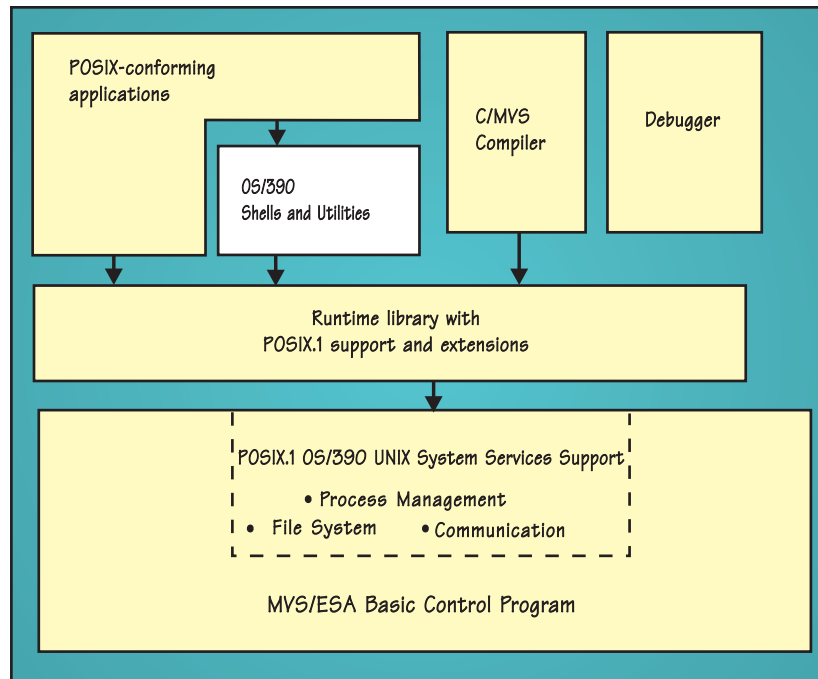 POSIX-conforming
applications
OS/390
Shells and Utilities
C/MVS
Compiler
Debugger
Runtime library with
POSIX.1 support and extensions
POSIX.1 OS/390 UNIX System Services Support
• Process Management
• File System • Communication
MVS/ESA Basic Control Program